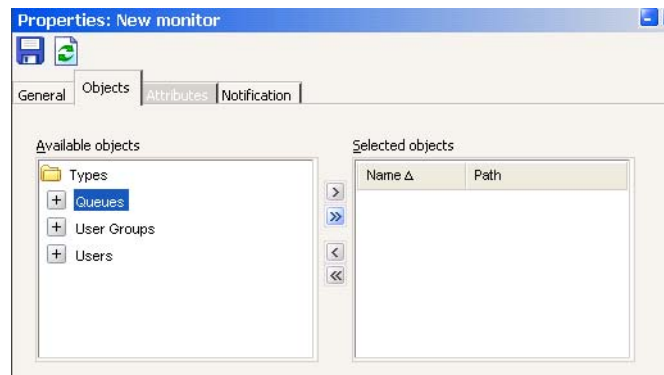 Properties: New monitor
General Objects Attributes Notification
Available objects
Types
Queues
User Groups
Users
Selected objects
Name Path